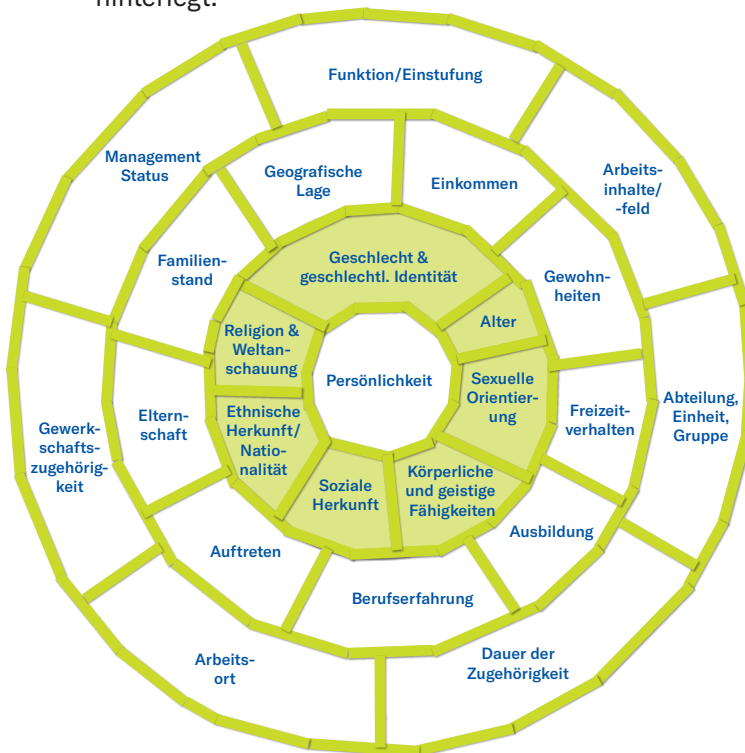 hinterlegt.
Funktion/Einstufung
Management
Status
Arbeits-
inhalte/
-feld
Geografische
Lage
Einkommen
Familien-
stand
Gewohn-
heiten
Geschlecht &
geschlechtl. Identität
Religion &
Weltan-
schauung
Alter
Persönlichkeit
Sexuelle
Orientier-
ung
Ethnische
Herkunft/
Natio-
nalität
Soziale
Herkunft
Körperliche
und geistige
Fähigkeiten
Eltern-
schaft
Freizeit-
verhalten
Abteilung,
Einheit,
Gruppe
Gewerk-
schafts-
zugehörig-
keit
Auftreten
Ausbildung
Berufserfahrung
Arbeits-
ort
Dauer der
Zugehörigkeit